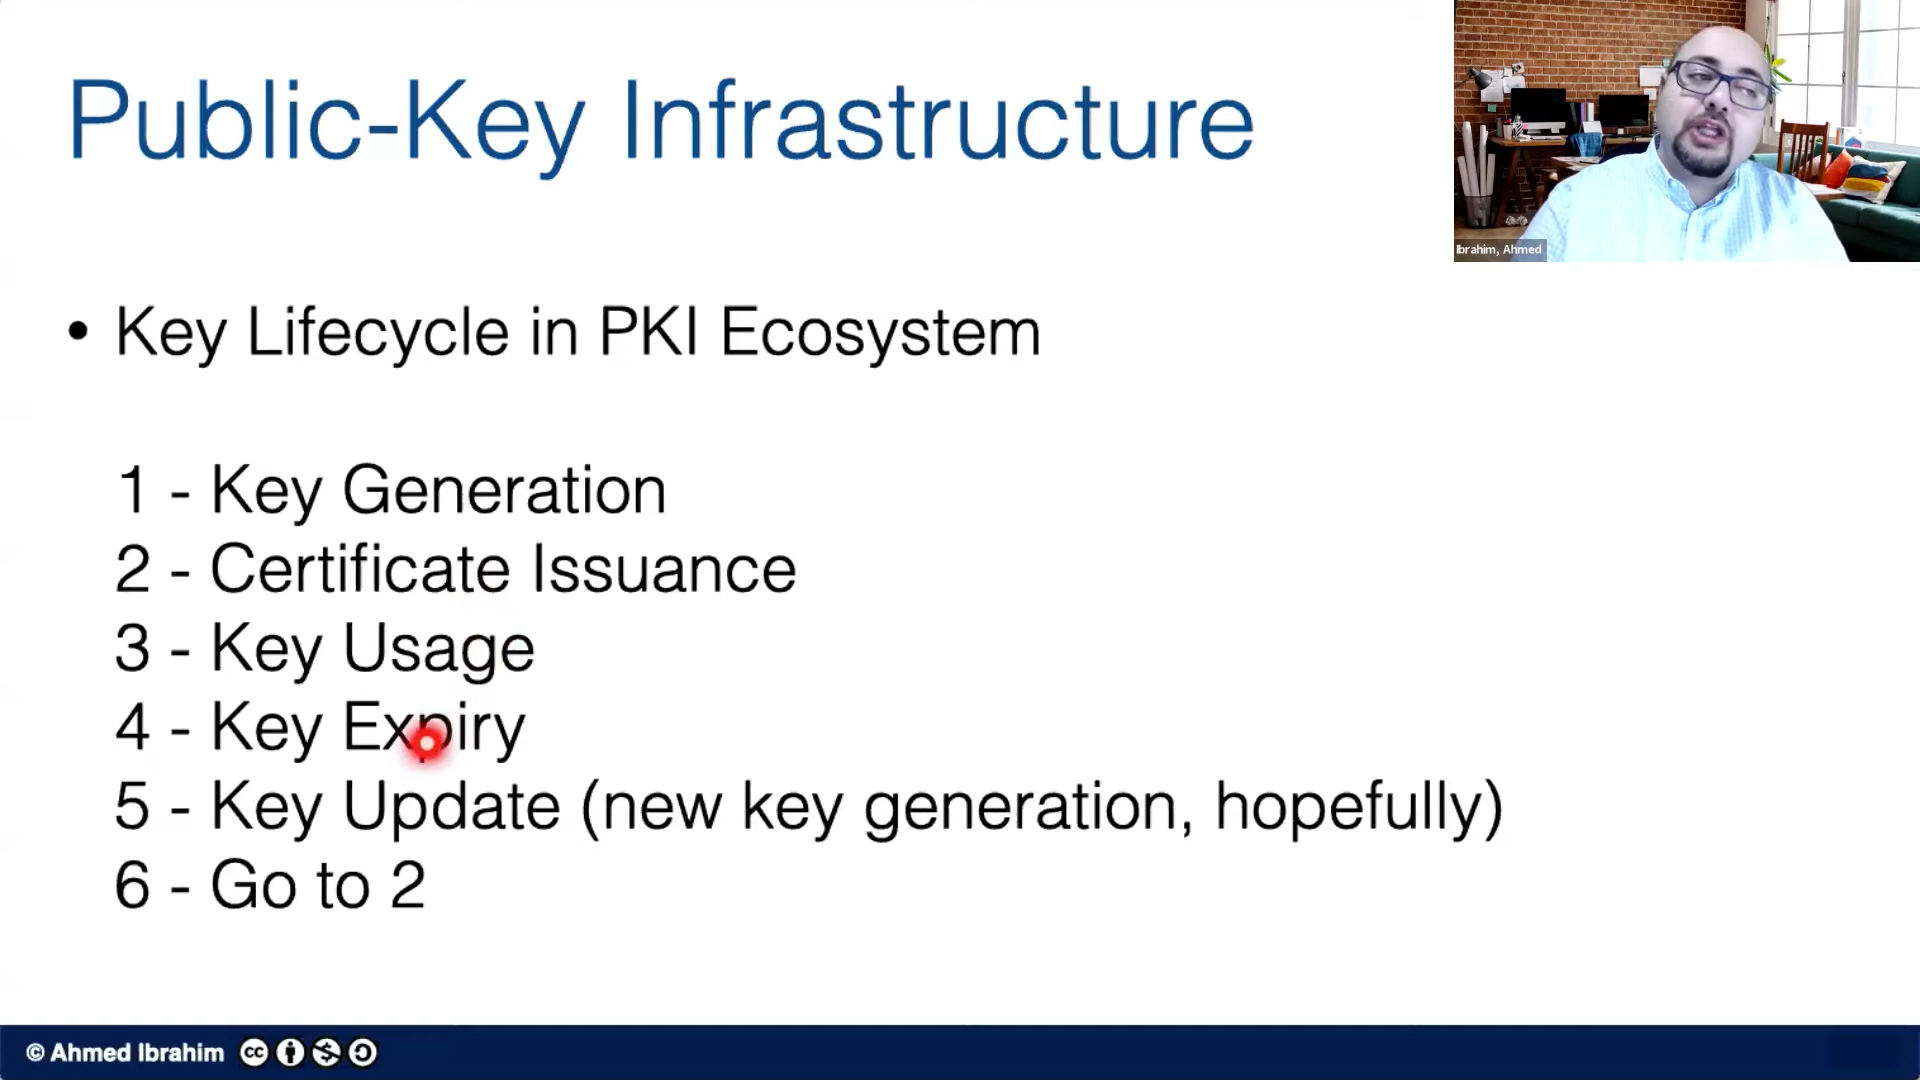 Public-Key Infrastructure
Ibrahim, Ahmed
• Key Lifecycle in PKI Ecosystem
1 - Key Generation
2 - Certificate Issuance
3 - Key Usage
4 - Key Expiry
5 - Key Update (new key generation, hopefully)
6 - Go to 2
© Ahmed Ibrahim cc